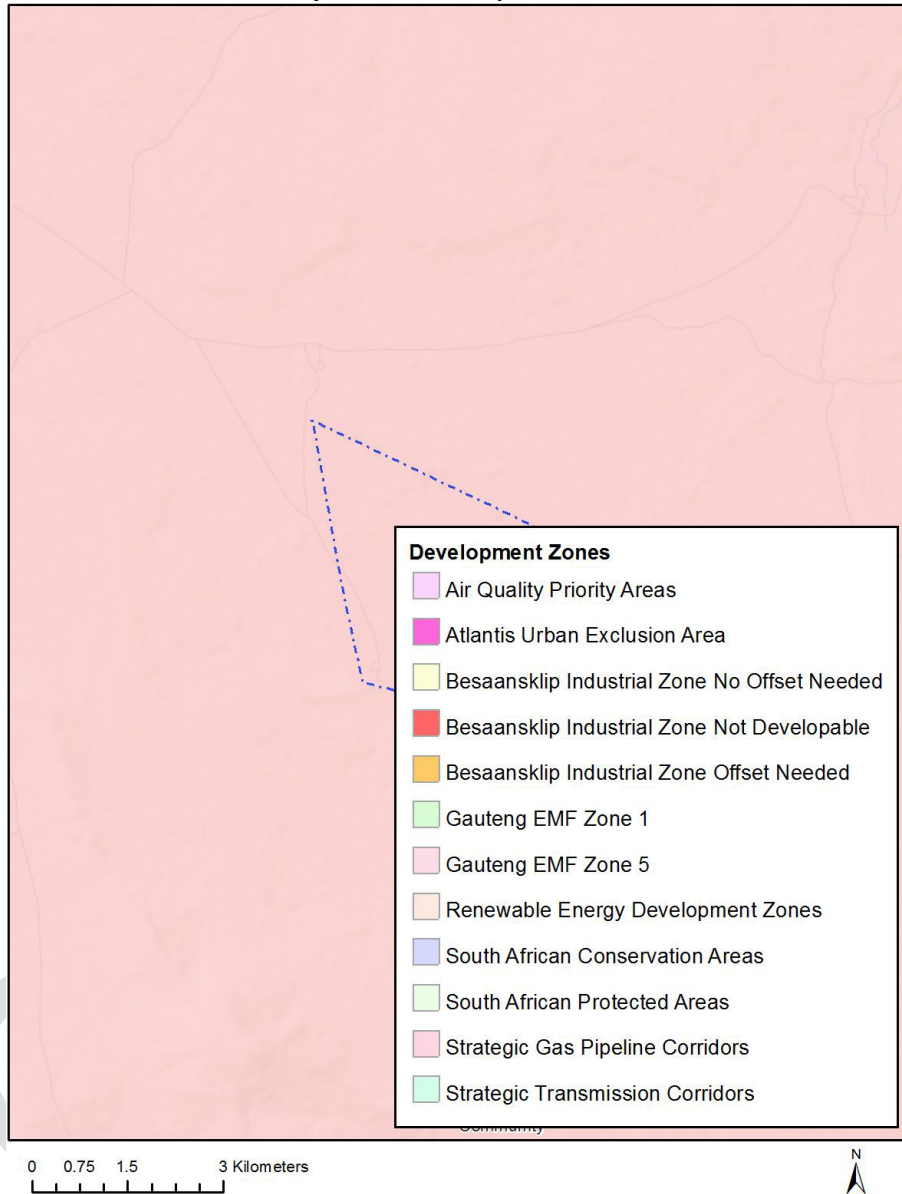 Development Zones
Air Quality Priority Areas
Atlantis Urban Exclusion Area
Besaansklip Industrial Zone No Offset Needed
Besaansklip Industrial Zone Not Developable
Besaansklip Industrial Zone Offset Needed
Gauteng EMF Zone 1
Gauteng EMF Zone 5
Renewable Energy Development Zones
South African Conservation Areas
South African Protected Areas
Strategic Gas Pipeline Corridors
Strategic Transmission Corridors
Community
0 0.75 1.5 3 Kilometers
N